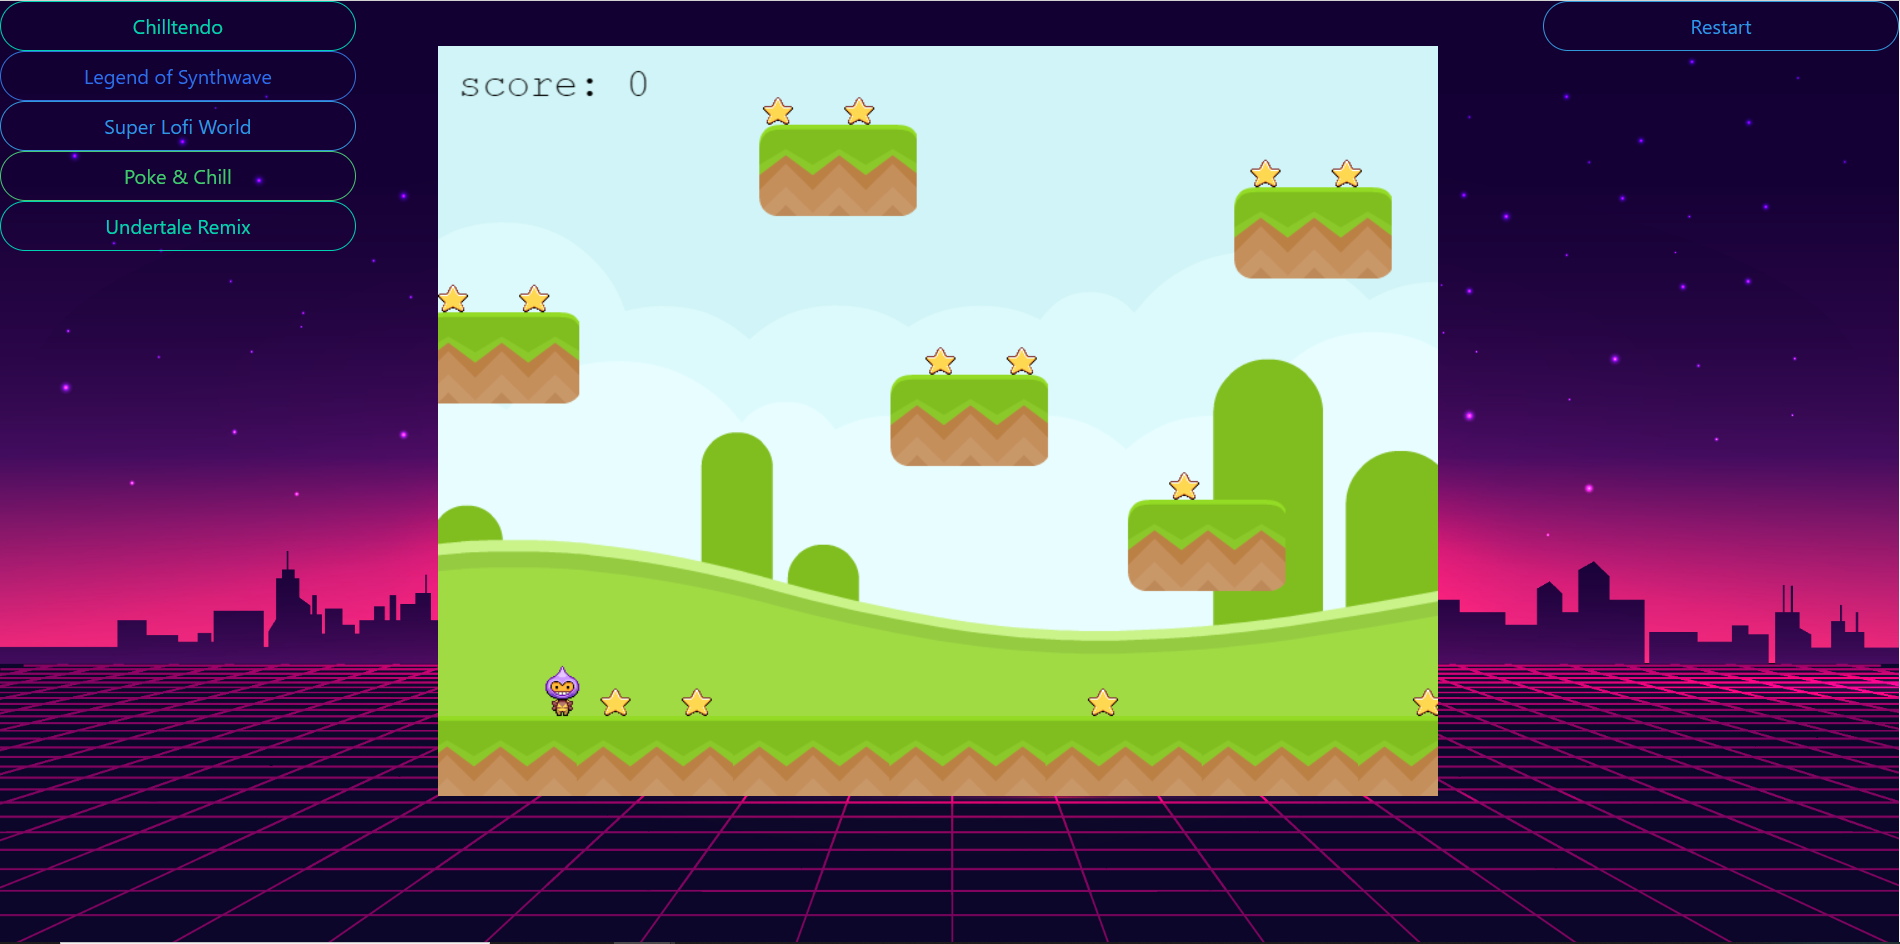 Chilltendo
Legend of Synthwave
Super Lofi World
Poke & Chill
Undertale Remix
Restart
score: 0